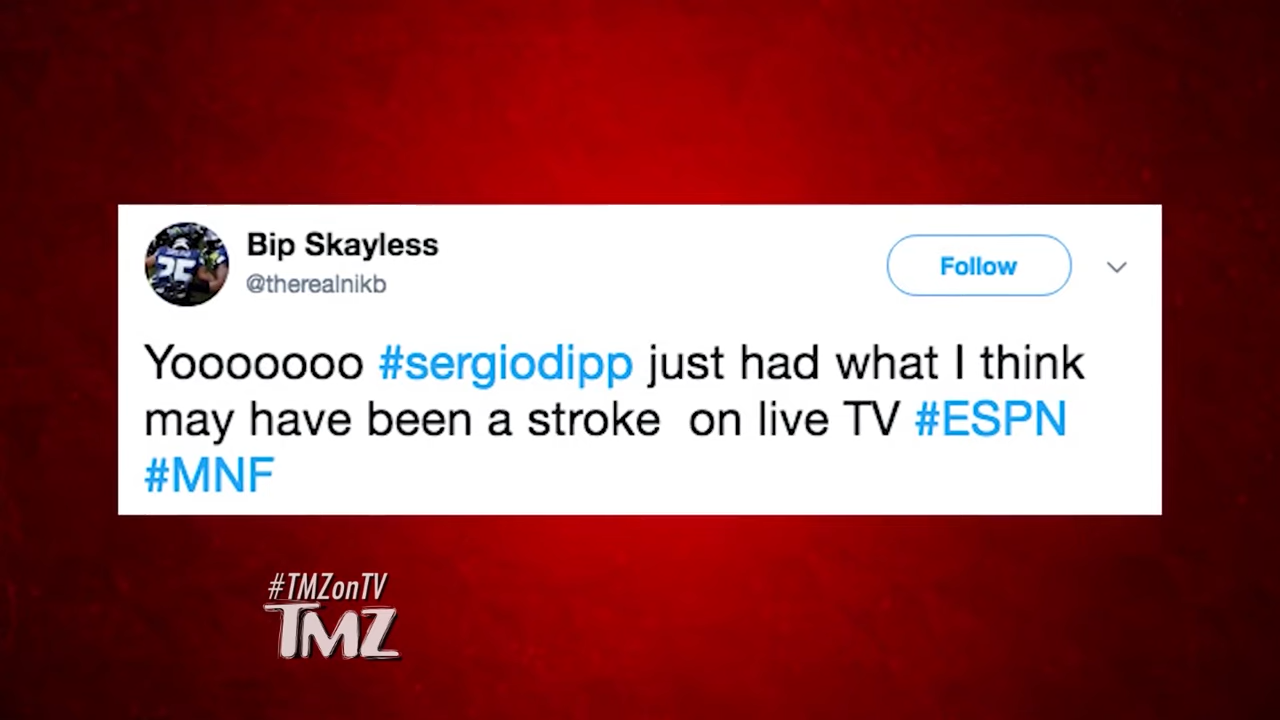 Bip Skayless
@therealnikb
Follow
Yooooooo #sergiodipp just had what I think
may have been a stroke  on live TV #ESPN
#MNF
#TMZonTV
TMZ